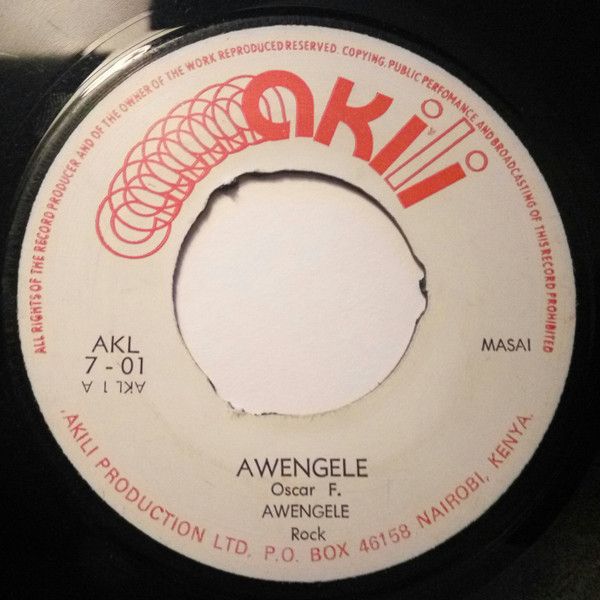 ALL RIGHTS OF THE RECORD PRODUCER AND OF THE OWNER OF THE WORK REPRODUCED RESERVED. COPYING, PUBLIC PERFOMANCE AND BROADCASTING OF THIS RECORD PROHIBITED
akili
AKL
7 - 01
AKL 1 A
MASAI
AWENGELE
Oscar F.
AWENGELE
Rock
AKILI PRODUCTION LTD. P.O. BOX 46158 NAIROBI, KENYA.